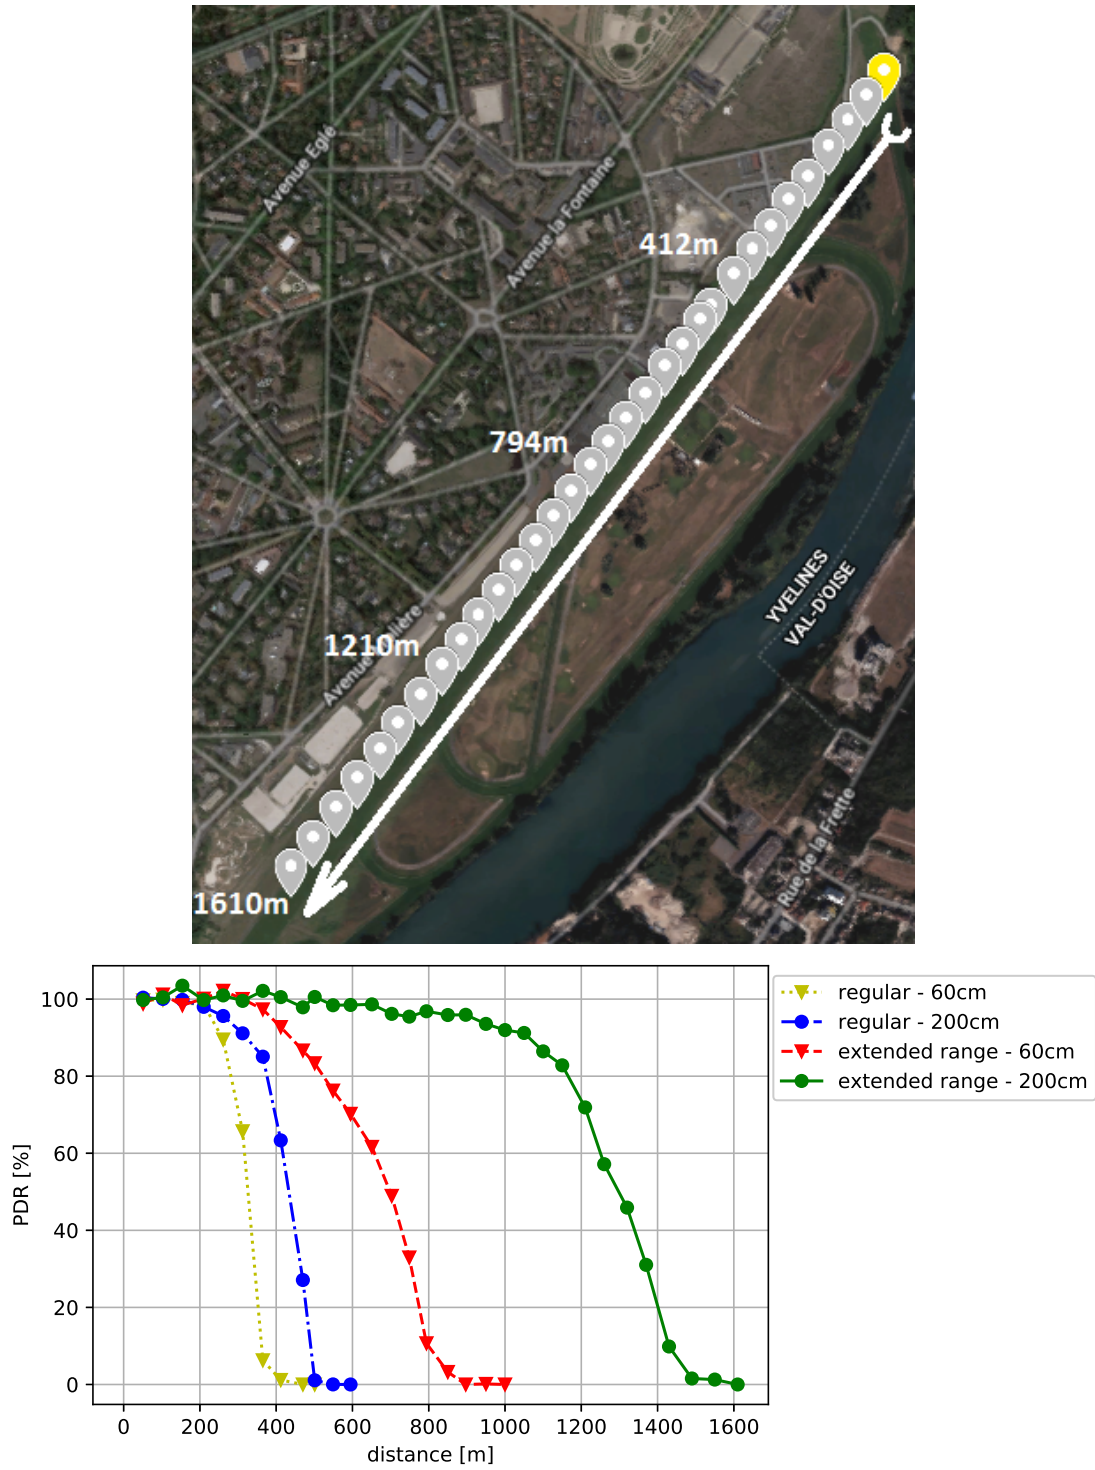 Avenue Eglé
Avenue la Fontaine
412m
794m
YVELINES
VAL-D'OISE
1210m
Rue de la Frette
1610m
100
80
60
40
20
0
PDR [%]
0 200 400 600 800 1000 1200 1400 1600
distance [m]
regular - 60cm
regular - 200cm
extended range - 60cm
extended range - 200cm